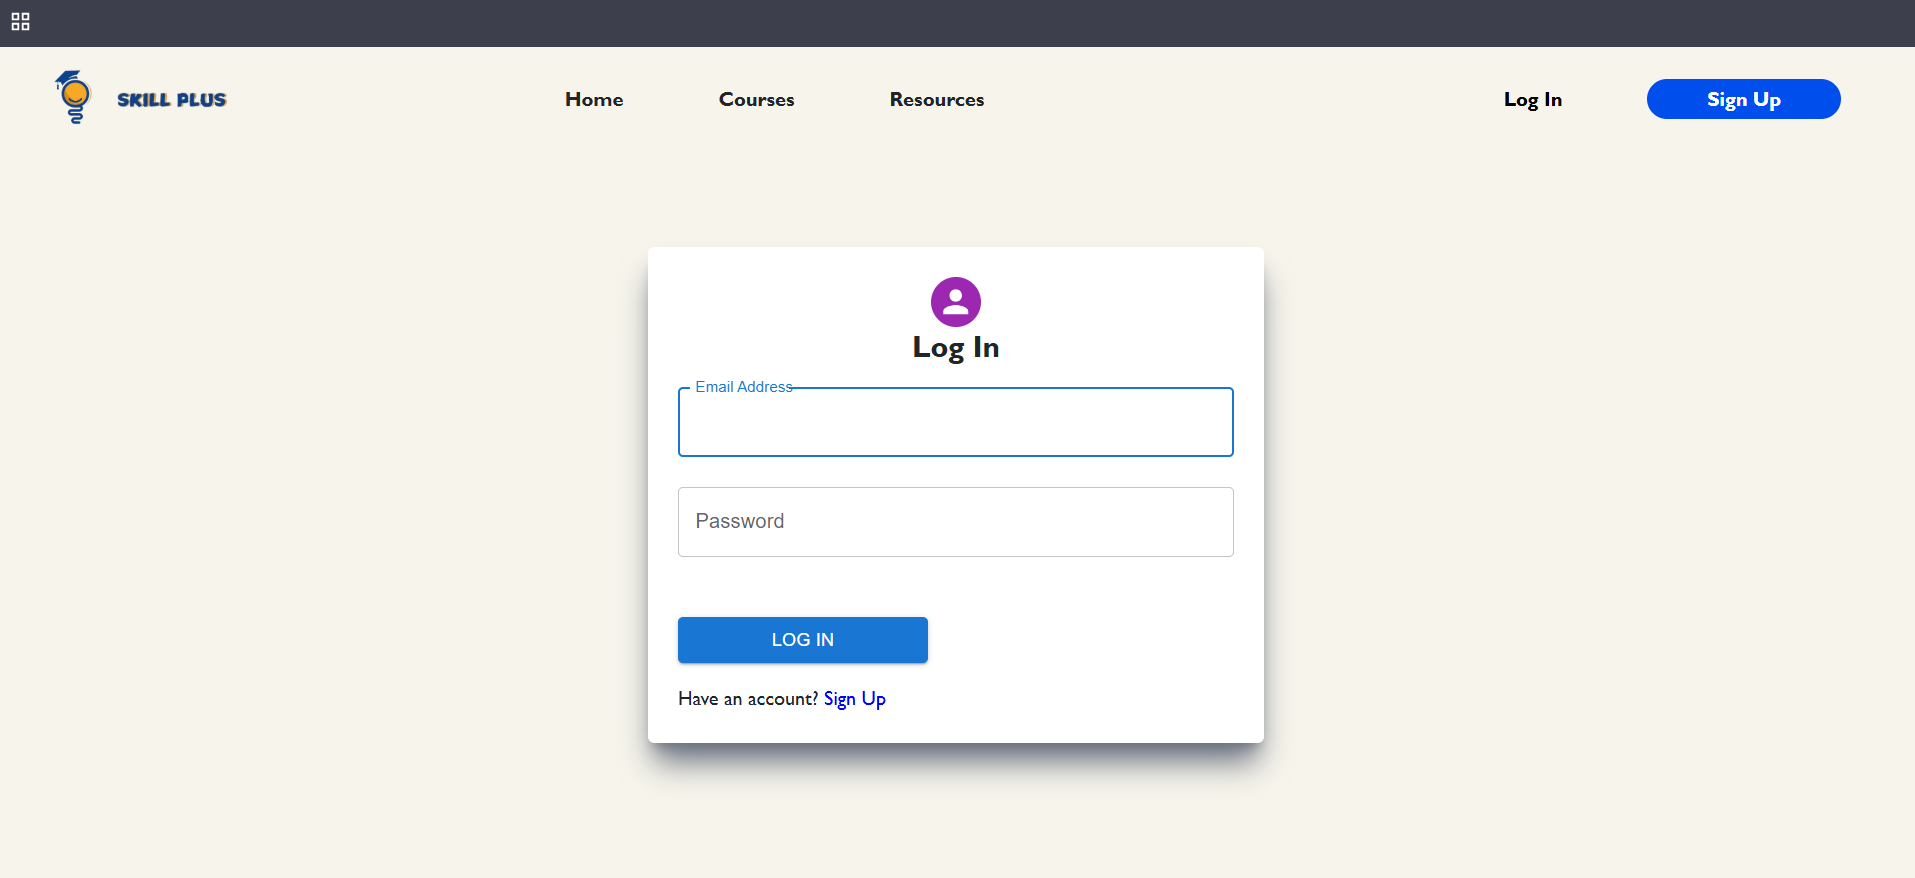 SKILL PLUS
Home Courses Resources Log In Sign Up
Log In
Email Address
Password
LOG IN
Have an account? Sign Up